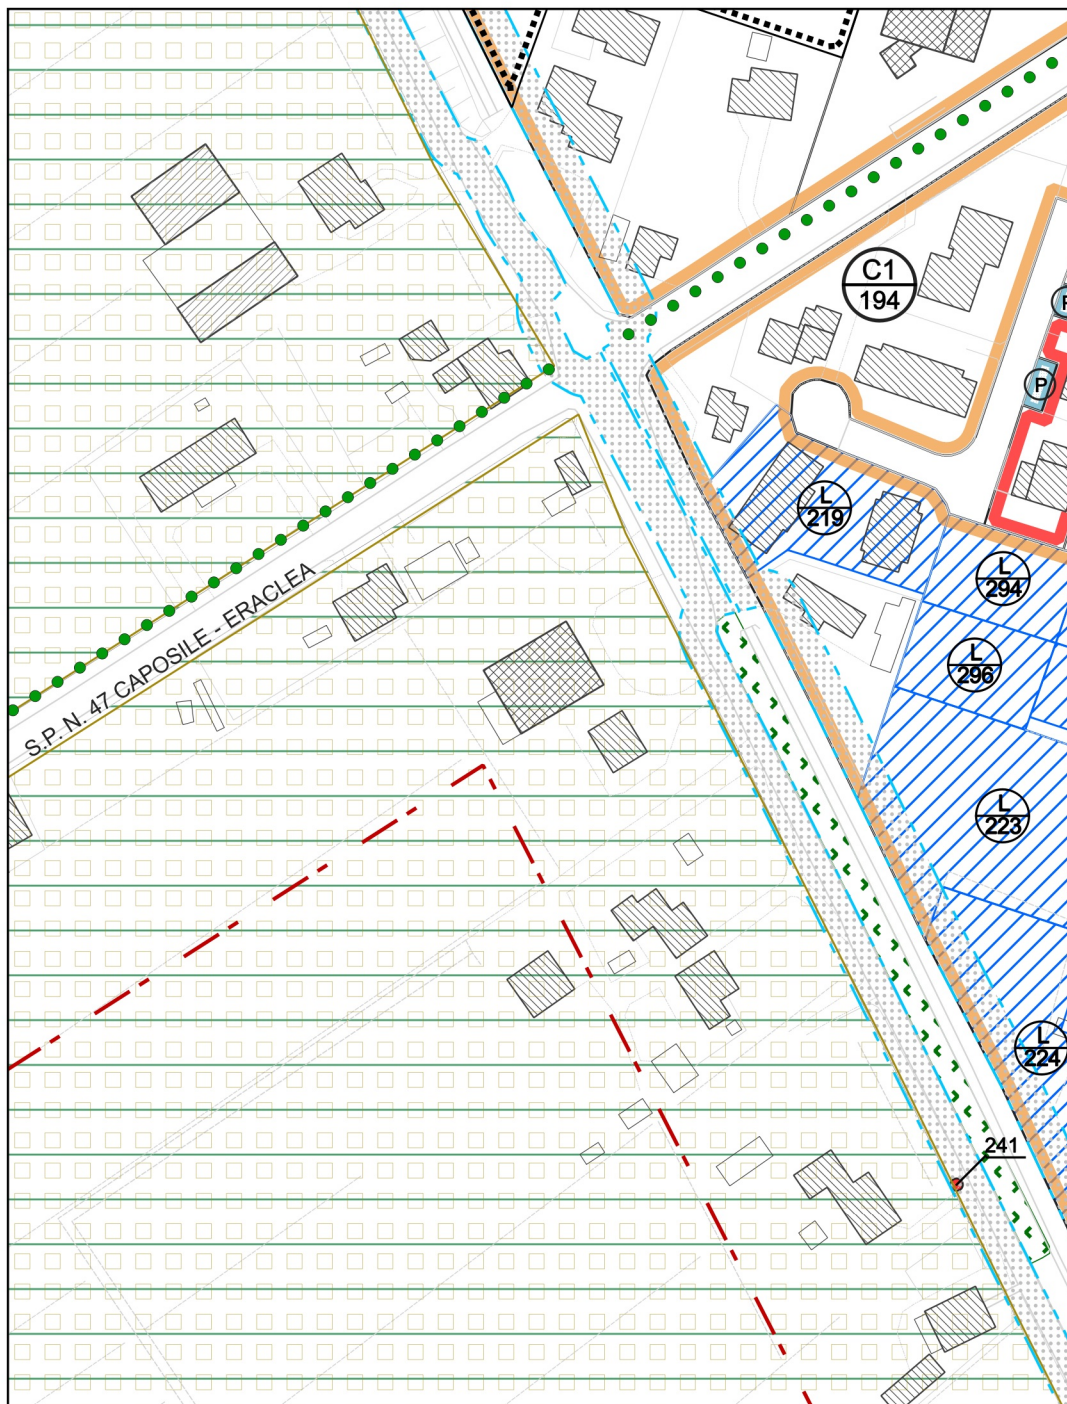 C1
194
P
P
L
219
L
294
S.P. N. 47 CAPOSILE - ERACLEA
L
296
L
223
L
224
241